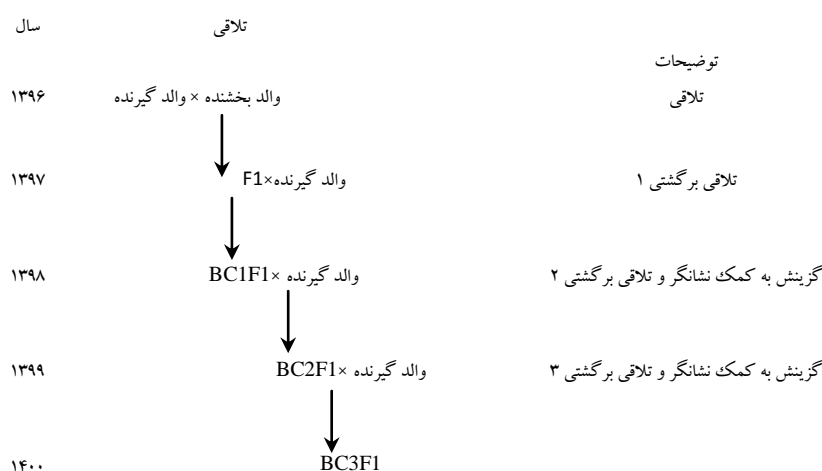 سال تلاقی
توضیحات
۱۳۹۶ والد بخشنده × والد گیرنده تلاقی
۱۳۹۷ F1×والد گیرنده تلاقی برگشتی ۱
۱۳۹۸ BC1F1× والد گیرنده گزینش به کمک نشانگر و تلاقی برگشتی ۲
۱۳۹۹ BC2F1× والد گیرنده گزینش به کمک نشانگر و تلاقی برگشتی ۳
۱۴۰۰ BC3F1